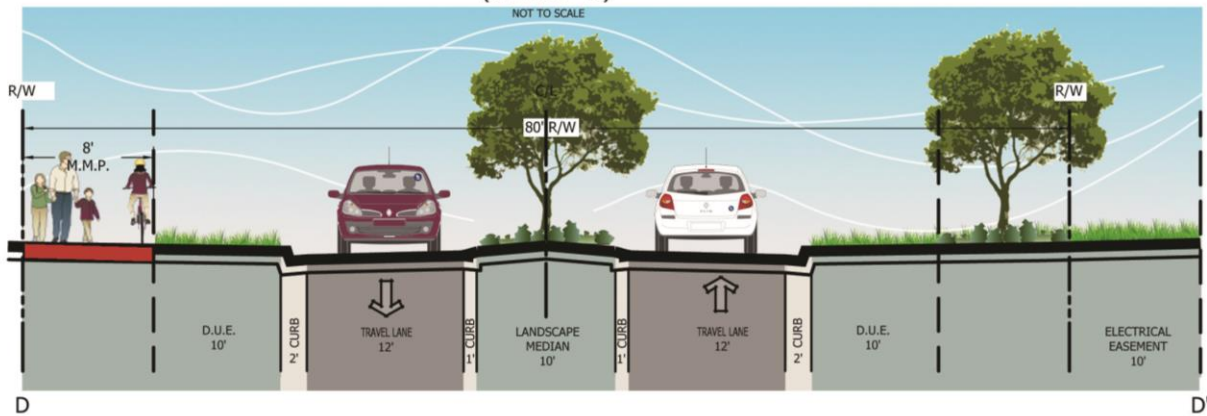 NOT TO SCALE
R/W
C/L
R/W
80' R/W
8'
M.M.P.
D.U.E.
10'
2' CURB
TRAVEL LANE
12'
1' CURB
LANDSCAPE
MEDIAN
10'
1' CURB
TRAVEL LANE
12'
2' CURB
D.U.E.
10'
ELECTRICAL
EASEMENT
10'
D
D'